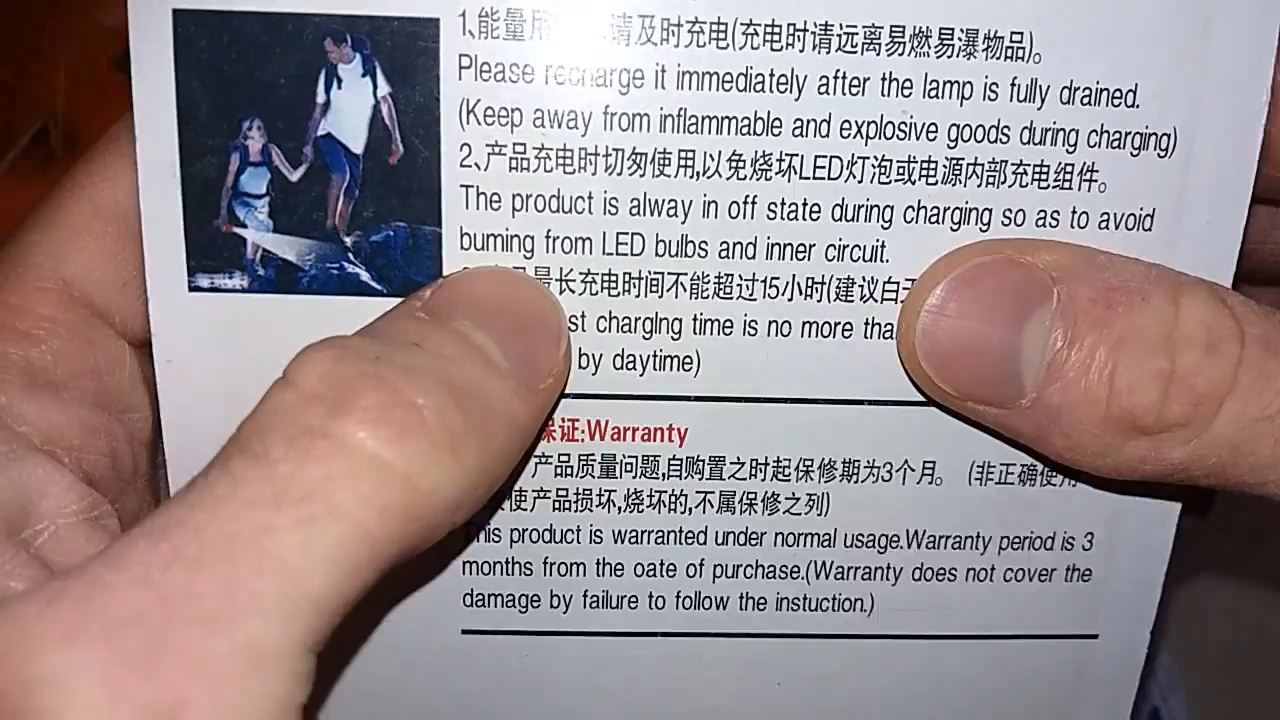 1、能量用请及时充电(充电时请远离易燃易瀑物品)。
Please recharge it immediately after the lamp is fully drained.
(Keep away from inflammable and explosive goods during charging)
2、产品充电时切匆使用,以免烧坏LED灯泡或电源内部充电组件。
The product is alway in off state during charging so as to avoid
buming from LED bulbs and inner circuit.
最长充电时间不能超过15小时(建议白天
st charglng time is no more than
by daytime)
保证:Warranty
产品质量问题,自购置之时起保修期为3个月。 (非正确使用
使产品损坏,烧坏的,不属保修之列)
This product is warranted under normal usage.Warranty period is 3
months from the oate of purchase.(Warranty does not cover the
damage by failure to follow the instuction.)